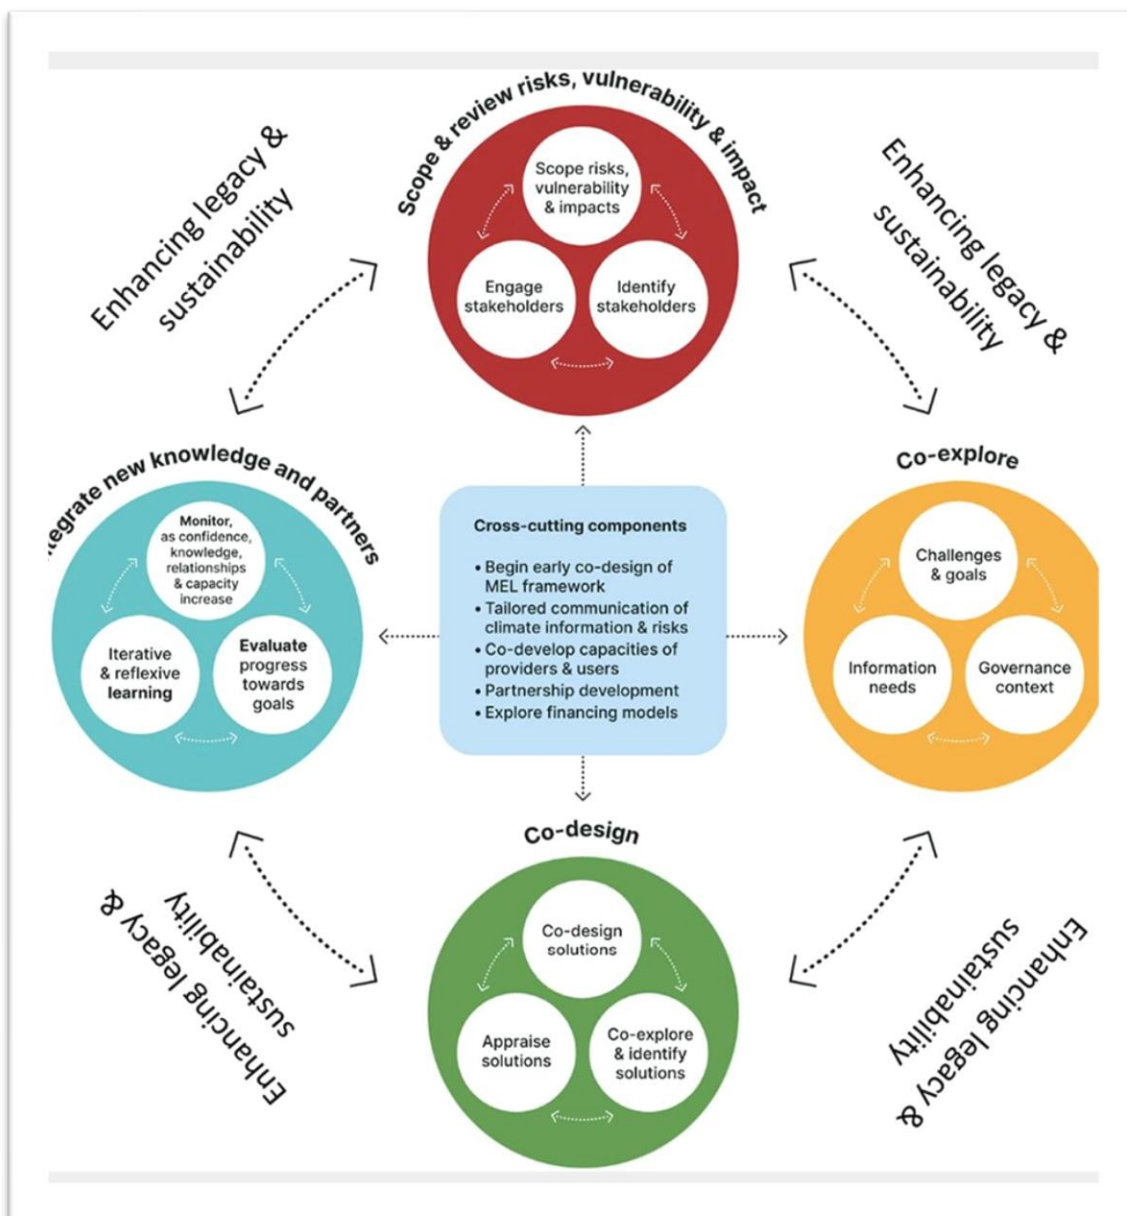 Scope & review risks, vulnerability & impact
Enhancing legacy &
sustainability
Enhancing legacy &
sustainability
Scope risks,
vulnerability
& impacts
Engage
stakeholders
Identify
stakeholders
tegrate new knowledge and partners
Monitor,
as confidence,
knowledge,
relationships
& capacity
increase
Iterative
& reflexive
learning
Evaluate
progress
towards
goals
Cross-cutting components
• Begin early co-design of
MEL framework
• Tailored communication of
climate information & risks
• Co-develop capacities of
providers & users
• Partnership development
• Explore financing models
Co-explore
Challenges
& goals
Information
needs
Governance
context
Co-design
Co-design
solutions
Appraise
solutions
Co-explore
& identify
solutions
Enhancing legacy &
sustainability
Enhancing legacy &
sustainability